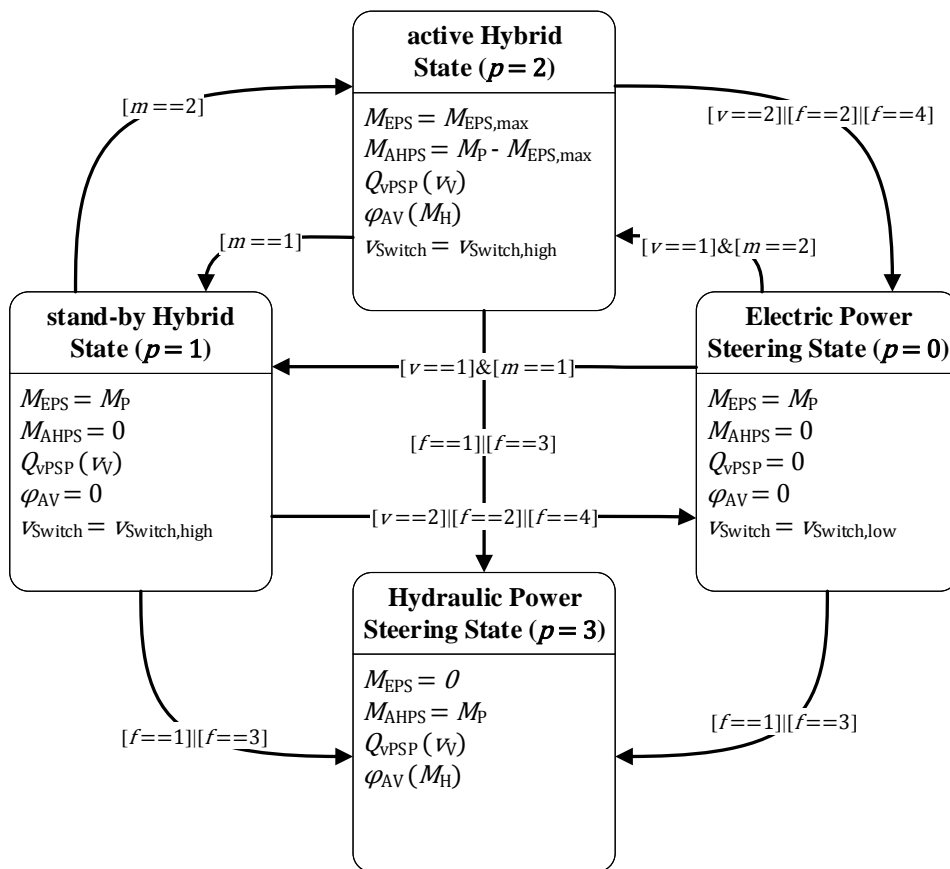 active Hybrid
State (p = 2)
M_EPS = M_EPS,max
M_AHPS = M_P - M_EPS,max
Q_vPSP (v_V)
φ_AV (M_H)
v_Switch = v_Switch,high
[m ==2]
[v==2]|[f==2]|[f==4]
[m ==1]
[v==1]&[m==2]
stand-by Hybrid
State (p = 1)
M_EPS = M_P
M_AHPS = 0
Q_vPSP (v_V)
φ_AV = 0
v_Switch = v_Switch,high
Electric Power
Steering State (p = 0)
M_EPS = M_P
M_AHPS = 0
Q_vPSP = 0
φ_AV = 0
v_Switch = v_Switch,low
[v==1]&[m==1]
[f==1]|[f==3]
[v==2]|[f==2]|[f==4]
Hydraulic Power
Steering State (p = 3)
M_EPS = 0
M_AHPS = M_P
Q_vPSP (v_V)
φ_AV (M_H)
[f==1]|[f==3]
[f==1]|[f==3]